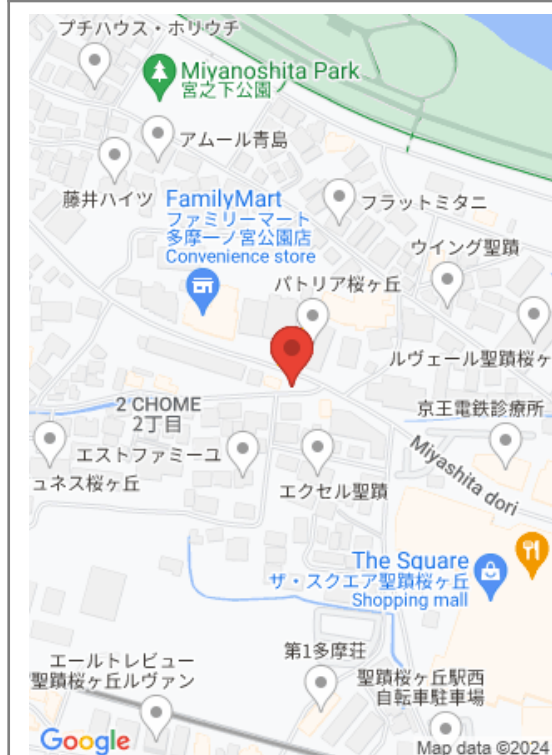 プチハウス・ホリウチ
Miyanoshita Park
宮之下公園
アムール青島
藤井ハイツ
FamilyMart
ファミリーマート
多摩一ノ宮公園店
Convenience store
フラットミタニ
ウイング聖蹟
パトリア桜ヶ丘
ルヴェール聖蹟桜ヶ
2 CHOME
2丁目
京王電鉄診療所
エストファミーユ
ュネス桜ヶ丘
エクセル聖蹟
Miyashita dori
The Square
ザ・スクエア聖蹟桜ヶ丘
Shopping mall
第1多摩荘
エールトレビュー
聖蹟桜ヶ丘ルヴァン
聖蹟桜ヶ丘駅西
自転車駐車場
Google
Map data ©2024